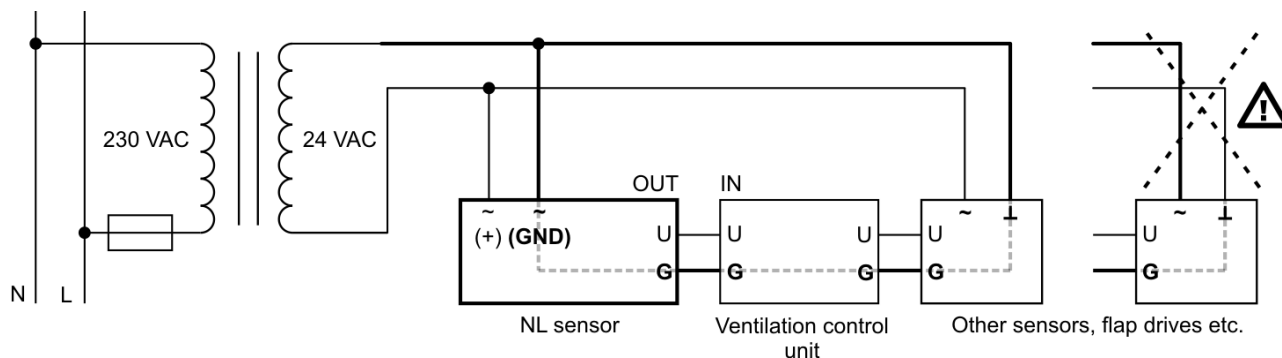 230 VAC
24 VAC
OUT
IN
~
~
~
⊥
~
⊥
(+) (GND)
U
U
U
U
U
G
G
G
G
G
N
L
NL sensor
Ventilation control
unit
Other sensors, flap drives etc.